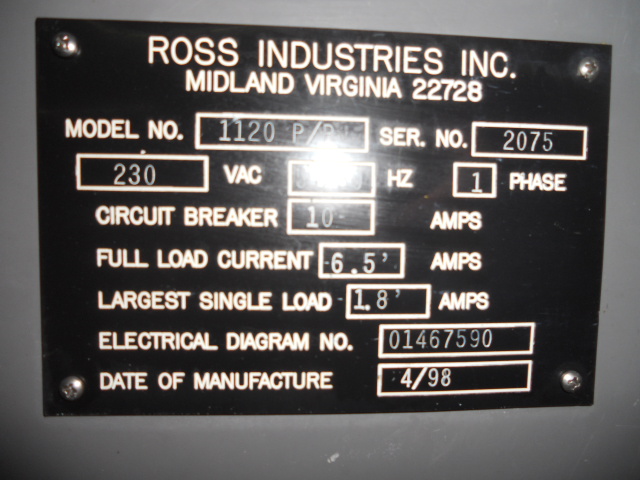 ROSS INDUSTRIES INC.
MIDLAND VIRGINIA 22728
MODEL NO. 1120 SER. NO. 2075
230 VAC HZ 1 PHASE
CIRCUIT BREAKER 10 AMPS
FULL LOAD CURRENT 6.5 AMPS
LARGEST SINGLE LOAD 1.8 AMPS
ELECTRICAL DIAGRAM NO. 01467590
DATE OF MANUFACTURE 4/98